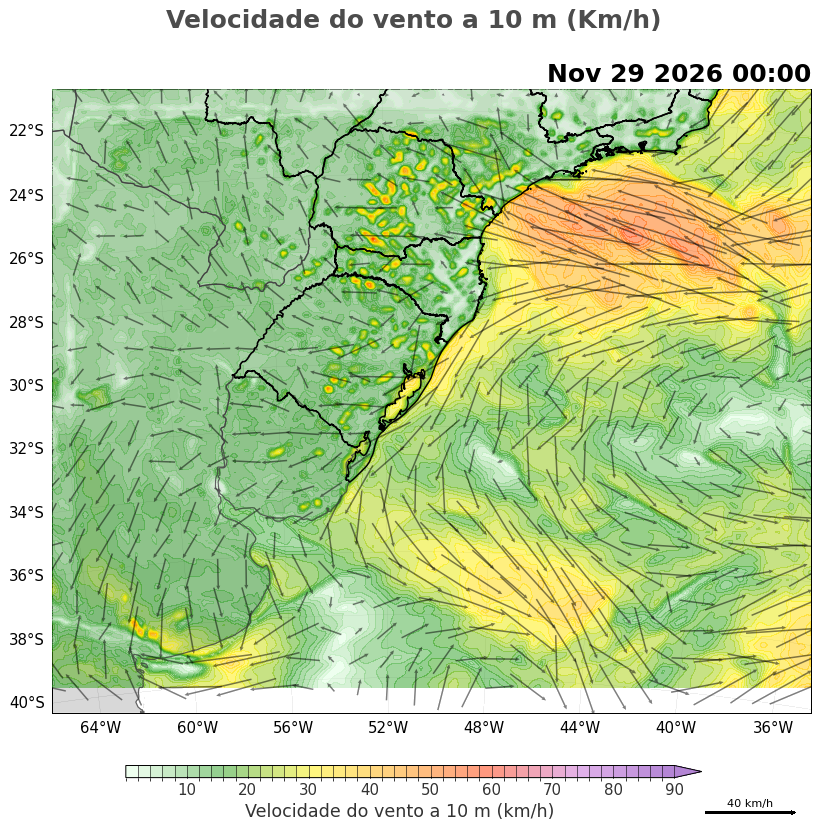 Velocidade do vento a 10 m (Km/h)
Nov 29 2026 00:00
22°S
24°S
26°S
28°S
30°S
32°S
34°S
36°S
38°S
40°S
64°W 60°W 56°W 52°W 48°W 44°W 40°W 36°W
10 20 30 40 50 60 70 80 90
Velocidade do vento a 10 m (km/h)
40 km/h